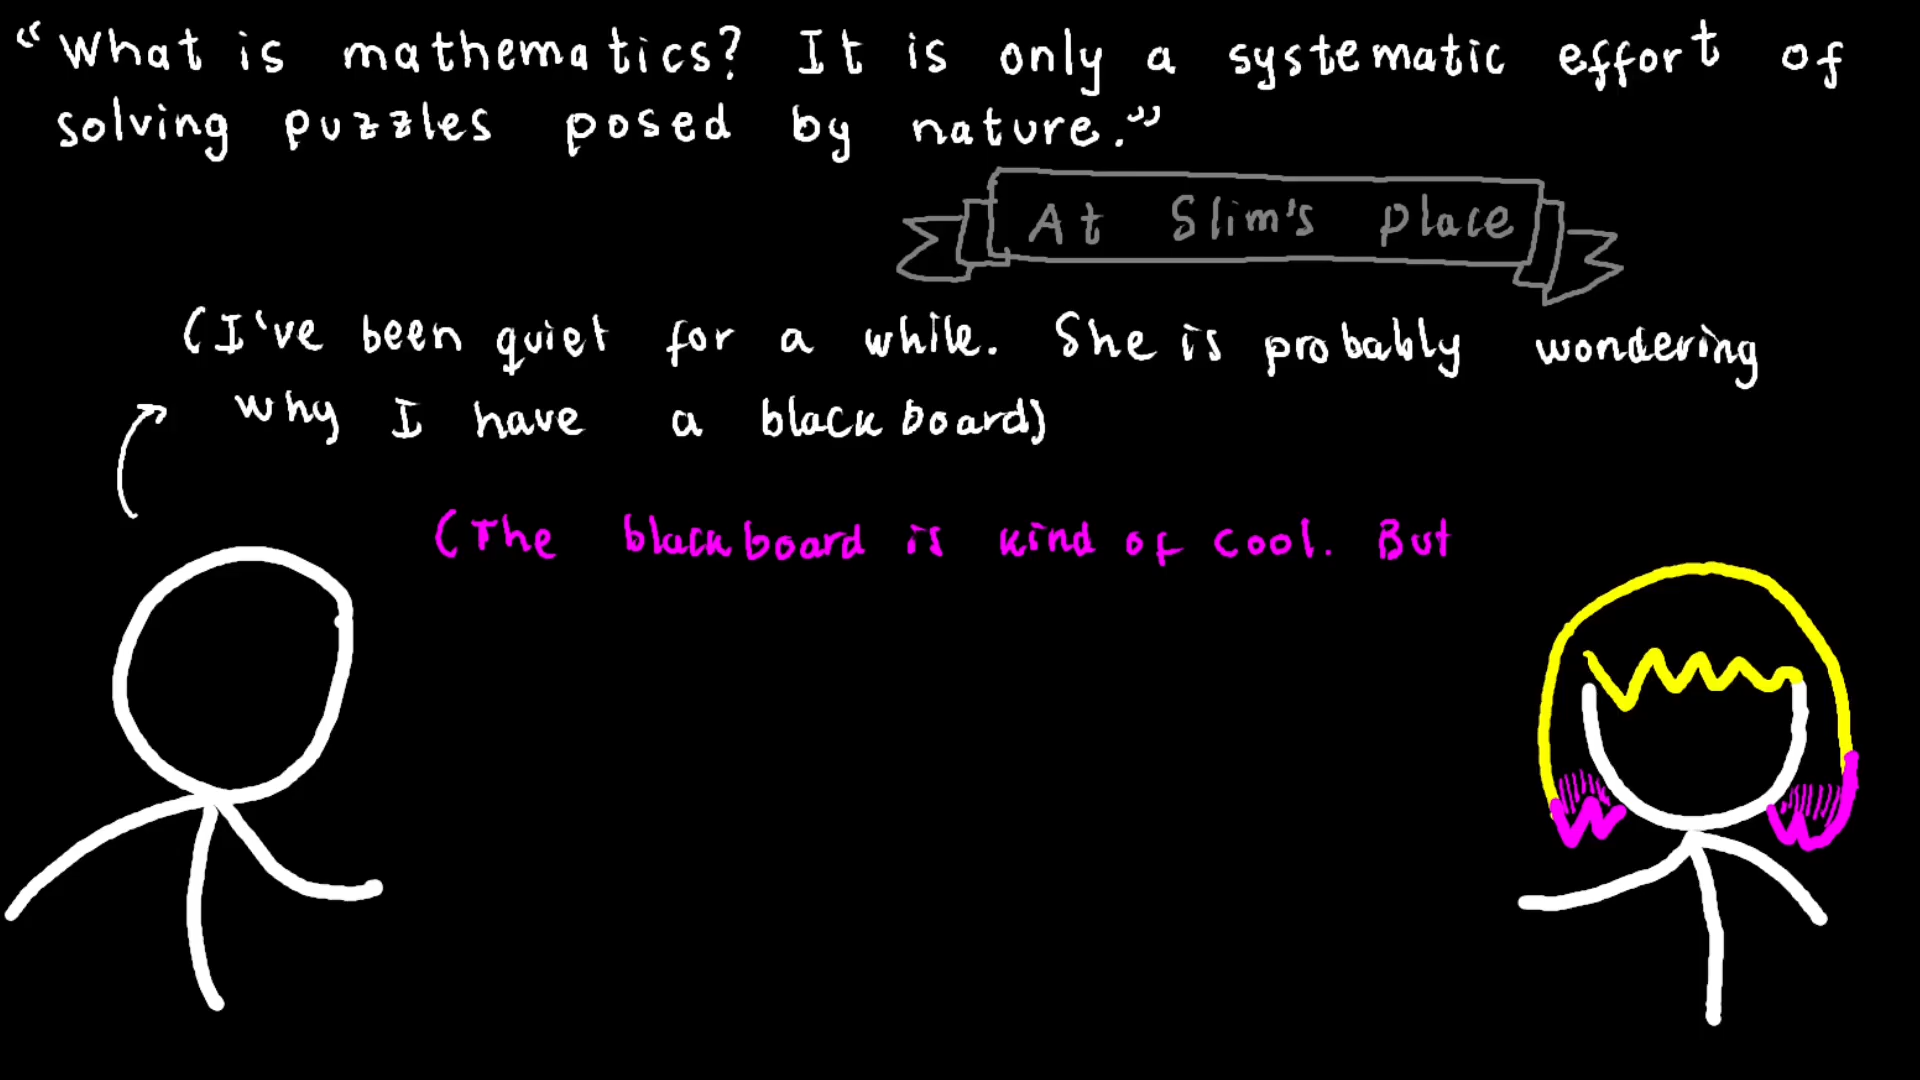 “What is mathematics? It is only a systematic effort of
solving puzzles posed by nature.”
At Slim's place
(I've been quiet for a while. She is probably wondering
why I have a blackboard)
(The blackboard is kind of cool. But